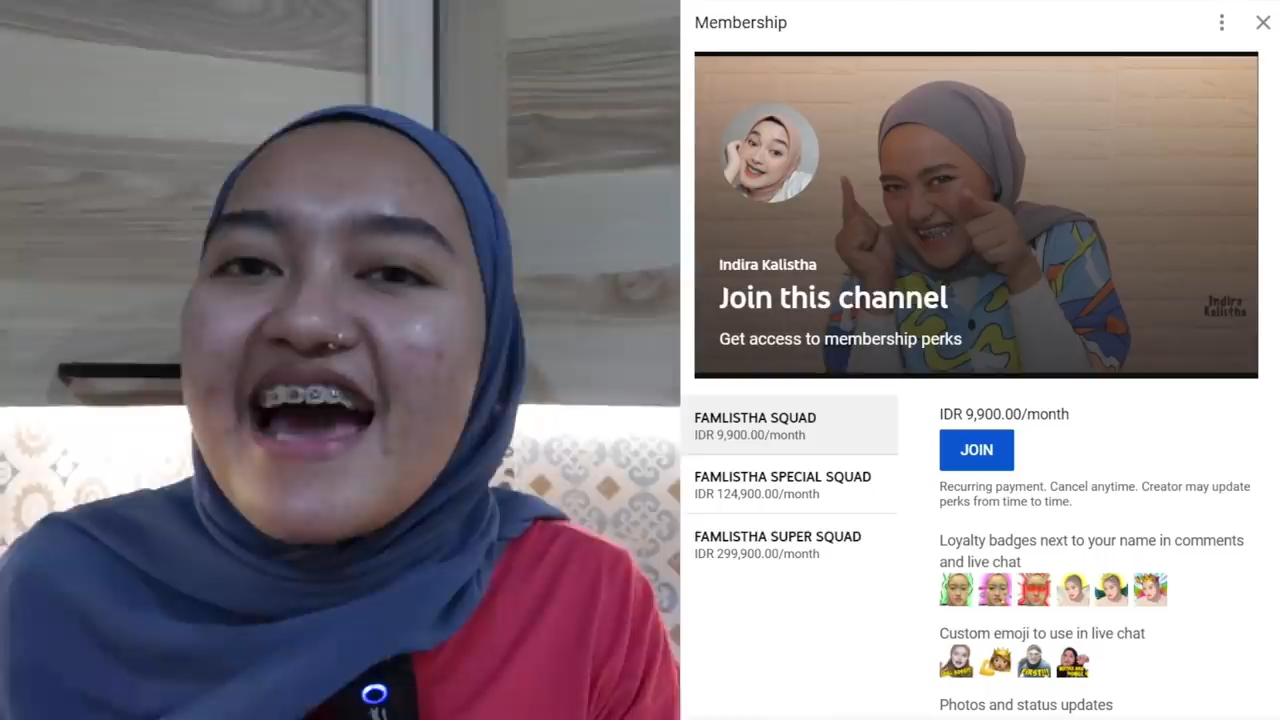 Membership
Indira Kalistha
Join this channel
Get access to membership perks
Indira
Kalistha
FAMLISTHA SQUAD
IDR 9,900.00/month
FAMLISTHA SPECIAL SQUAD
IDR 124,900.00/month
FAMLISTHA SUPER SQUAD
IDR 299,900.00/month
IDR 9,900.00/month
JOIN
Recurring payment. Cancel anytime. Creator may update
perks from time to time.
Loyalty badges next to your name in comments
and live chat
Custom emoji to use in live chat
FIRST!!!
Photos and status updates